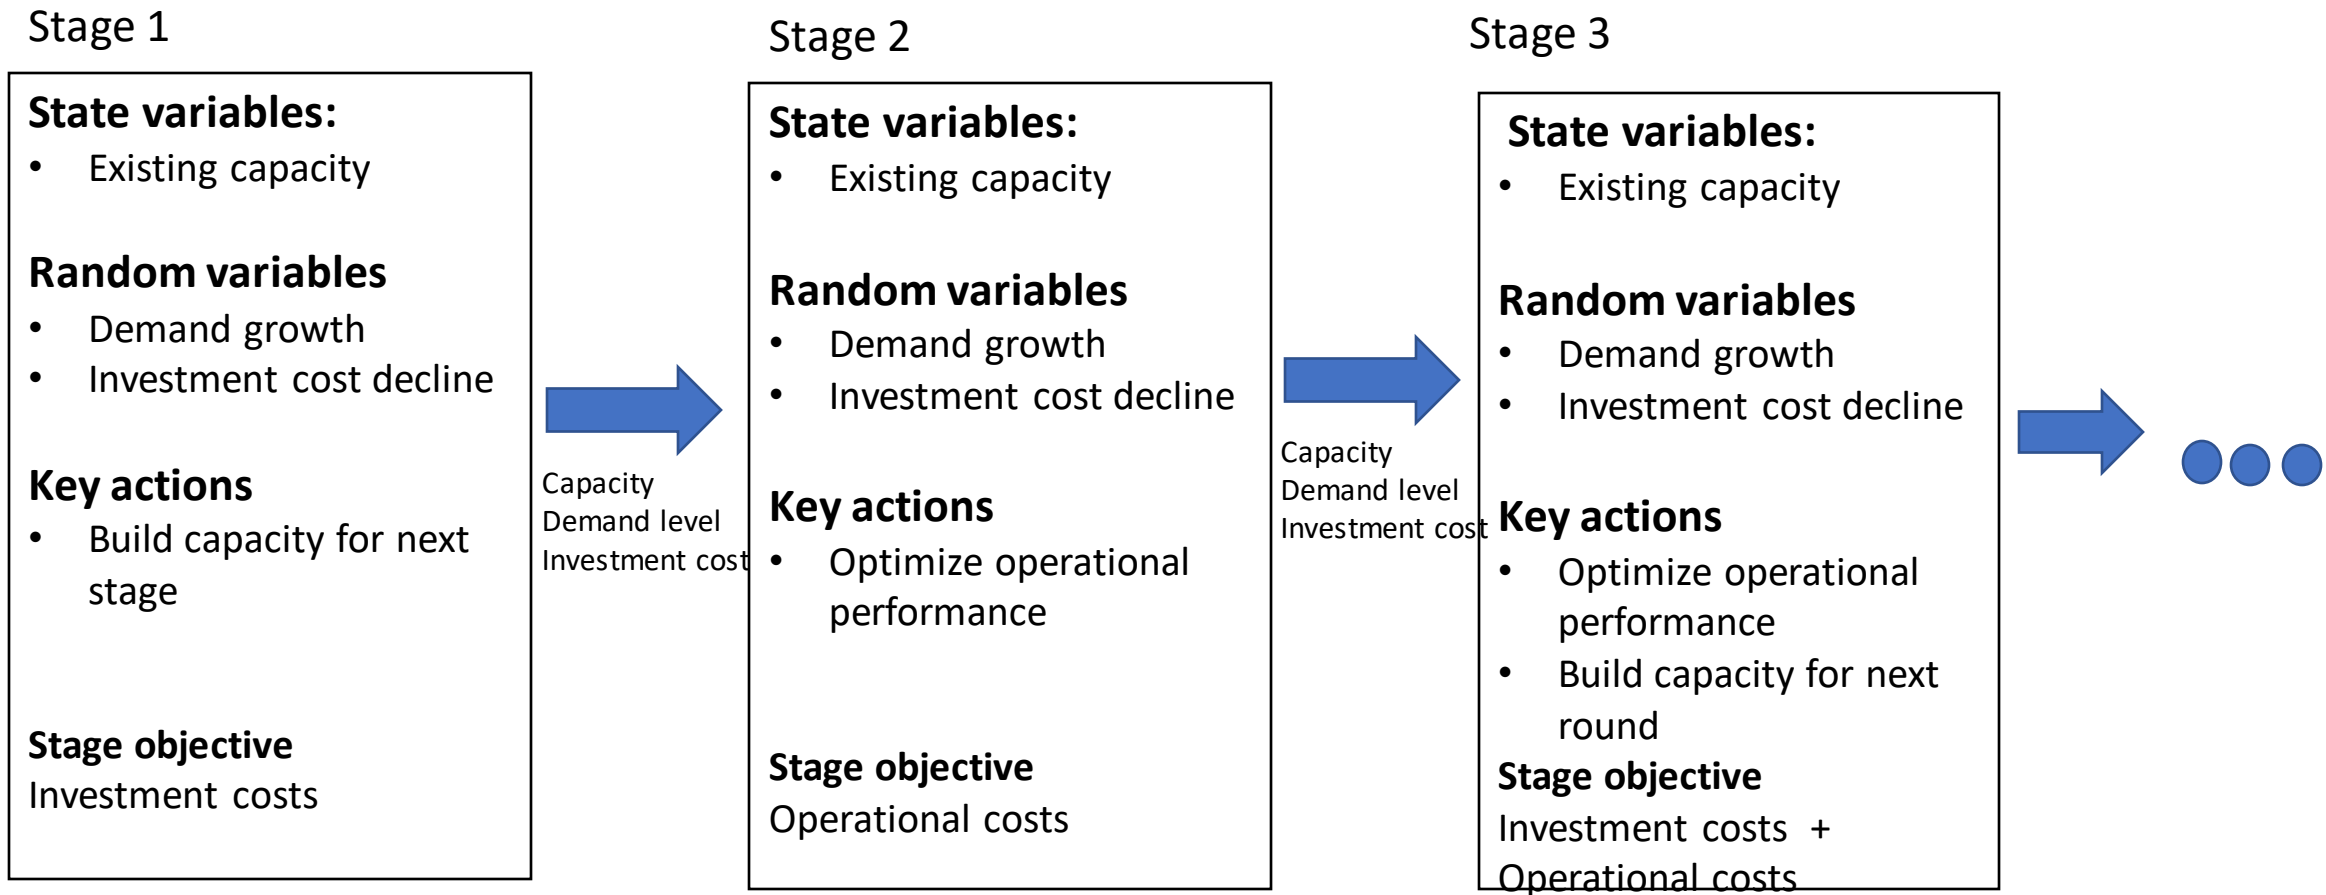 Stage 1
State variables:
• Existing capacity
Random variables
• Demand growth
• Investment cost decline
Key actions
• Build capacity for next
stage
Stage objective
Investment costs
Capacity
Demand level
Investment cost
Stage 2
State variables:
• Existing capacity
Random variables
• Demand growth
• Investment cost decline
Key actions
• Optimize operational
performance
Stage objective
Operational costs
Capacity
Demand level
Investment cost
Stage 3
State variables:
• Existing capacity
Random variables
• Demand growth
• Investment cost decline
Key actions
• Optimize operational
performance
• Build capacity for next
round
Stage objective
Investment costs +
Operational costs